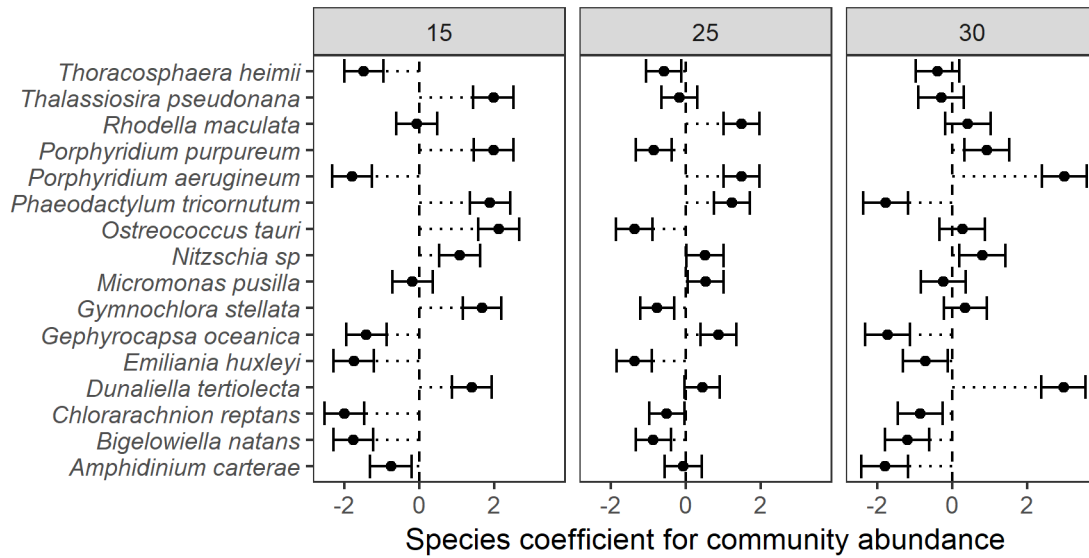 15 25 30
Thoracosphaera heimii
Thalassiosira pseudonana
Rhodella maculata
Porphyridium purpureum
Porphyridium aerugineum
Phaeodactylum tricornutum
Ostreococcus tauri
Nitzschia sp
Micromonas pusilla
Gymnochlora stellata
Gephyrocapsa oceanica
Emiliania huxleyi
Dunaliella tertiolecta
Chlorarachnion reptans
Bigelowiella natans
Amphidinium carterae
-2 0 2 -2 0 2 -2 0 2
Species coefficient for community abundance